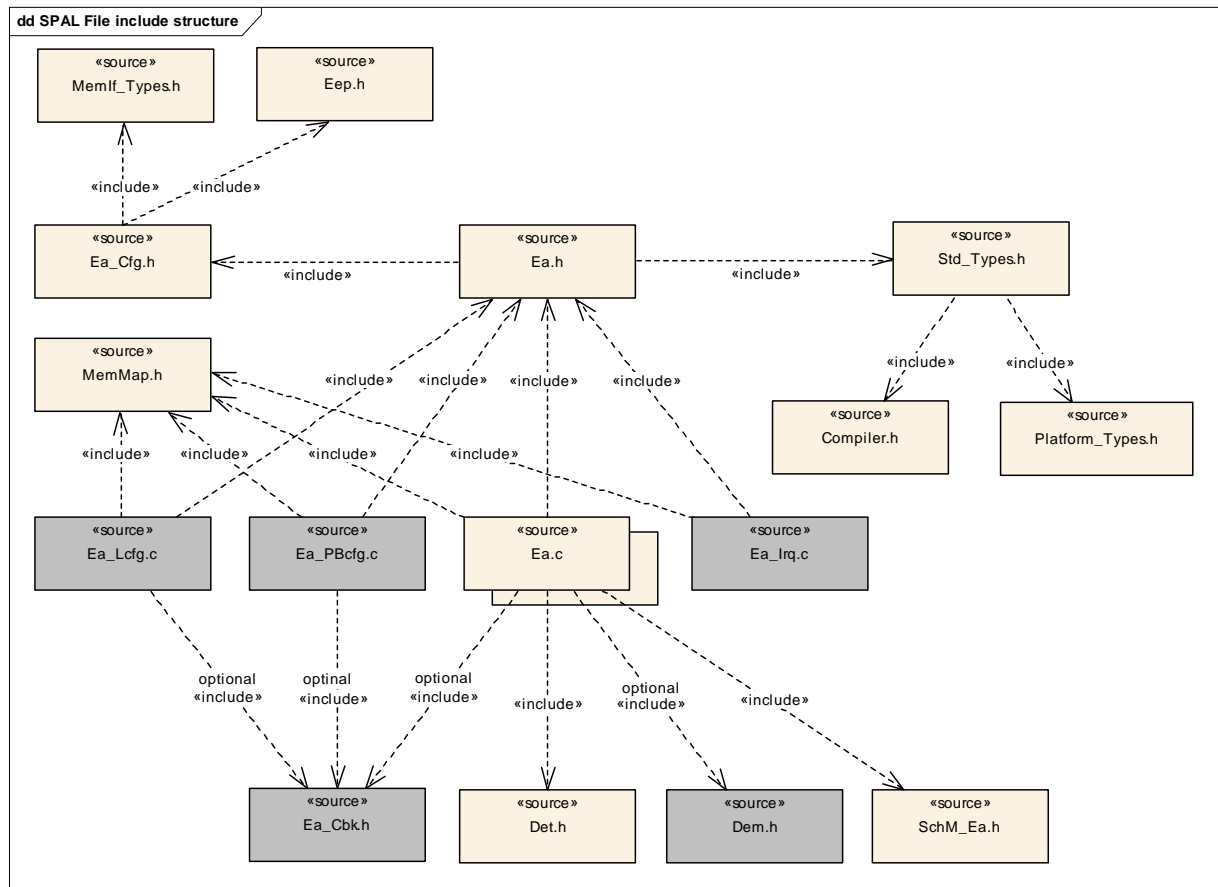 dd SPAL File include structure
«source»
MemIf_Types.h
«source»
Eep.h
«include»
«include»
«source»
Ea_Cfg.h
«source»
Ea.h
«source»
Std_Types.h
«include»
«include»
«source»
MemMap.h
«include»
«include»
«include»
«include»
«include»
«include»
«source»
Compiler.h
«source»
Platform_Types.h
«include»
«include»
«include»
«include»
«source»
Ea_Lcfg.c
«source»
Ea_PBcfg.c
«source»
Ea.c
«source»
Ea_Irq.c
optional
«include»
optinal
«include»
optional
«include»
«include»
optional
«include»
«include»
«source»
Ea_Cbk.h
«source»
Det.h
«source»
Dem.h
«source»
SchM_Ea.h